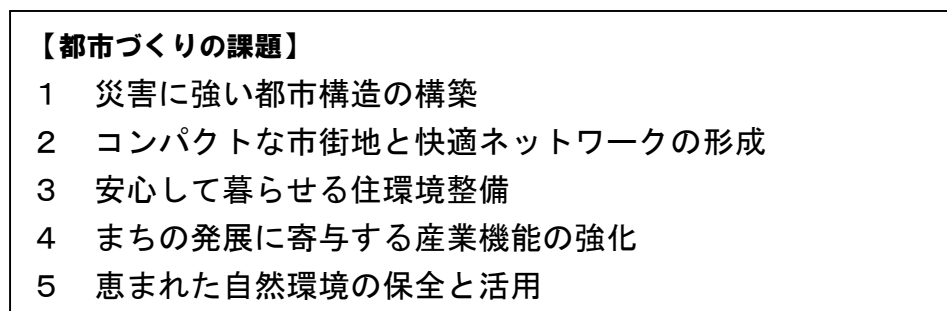 【都市づくりの課題】
１　災害に強い都市構造の構築
２　コンパクトな市街地と快適ネットワークの形成
３　安心して暮らせる住環境整備
４　まちの発展に寄与する産業機能の強化
５　恵まれた自然環境の保全と活用